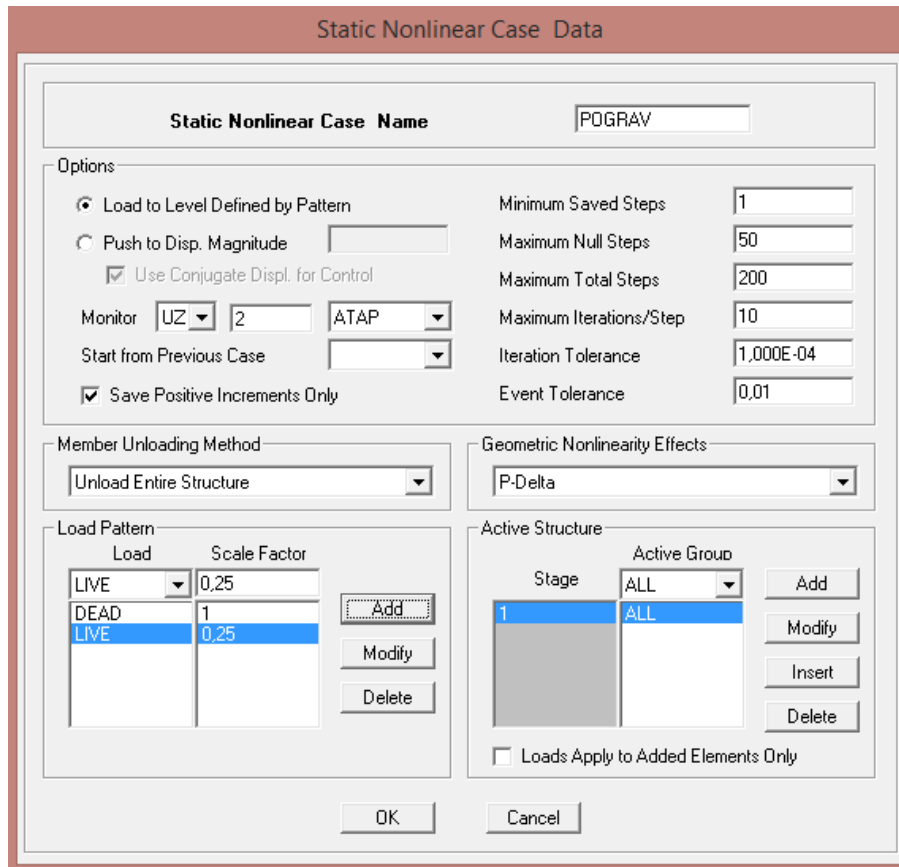 Static Nonlinear Case Data
Static Nonlinear Case Name POGRAV
Options
Load to Level Defined by Pattern
Push to Disp. Magnitude
Use Conjugate Displ. for Control
Monitor UZ 2 ATAP
Start from Previous Case
Save Positive Increments Only
Minimum Saved Steps 1
Maximum Null Steps 50
Maximum Total Steps 200
Maximum Iterations/Step 10
Iteration Tolerance 1,000E-04
Event Tolerance 0,01
Member Unloading Method
Unload Entire Structure
Geometric Nonlinearity Effects
P-Delta
Load Pattern
Load Scale Factor
LIVE 0,25
DEAD 1
LIVE 0,25
Add
Modify
Delete
Active Structure
Active Group
Stage ALL
1 ALL
Add
Modify
Insert
Delete
Loads Apply to Added Elements Only
OK Cancel